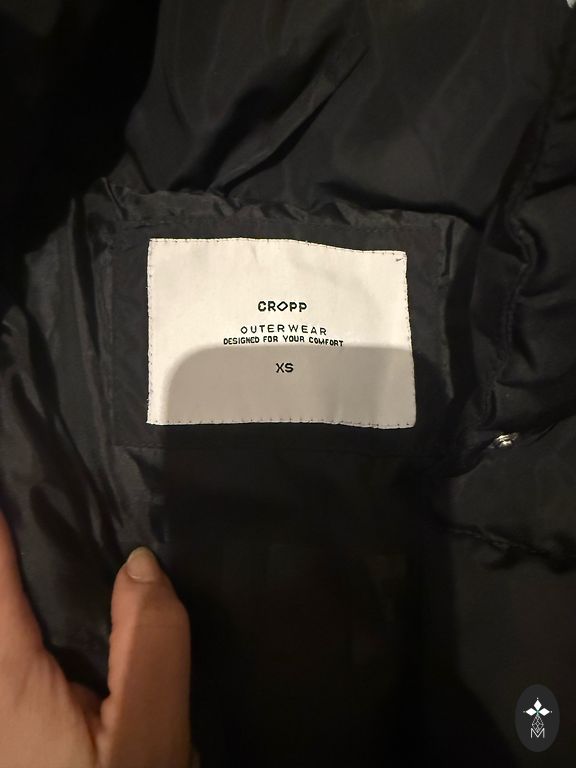 CROPP
OUTERWEAR
DESIGNED FOR YOUR COMFORT
XS
M